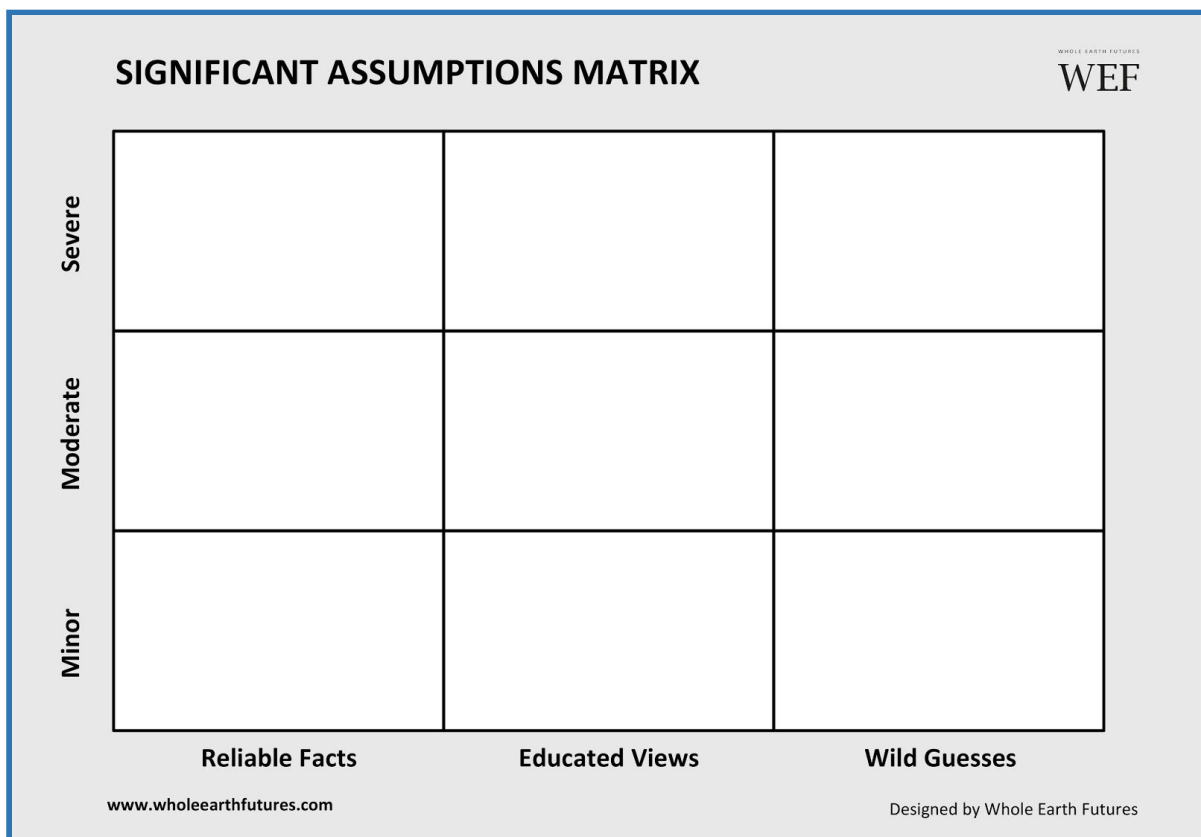 SIGNIFICANT ASSUMPTIONS MATRIX
WHOLE EARTH FUTURES
WEF
Severe
Moderate
Minor
Reliable Facts
Educated Views
Wild Guesses
www.wholeearthfutures.com
Designed by Whole Earth Futures